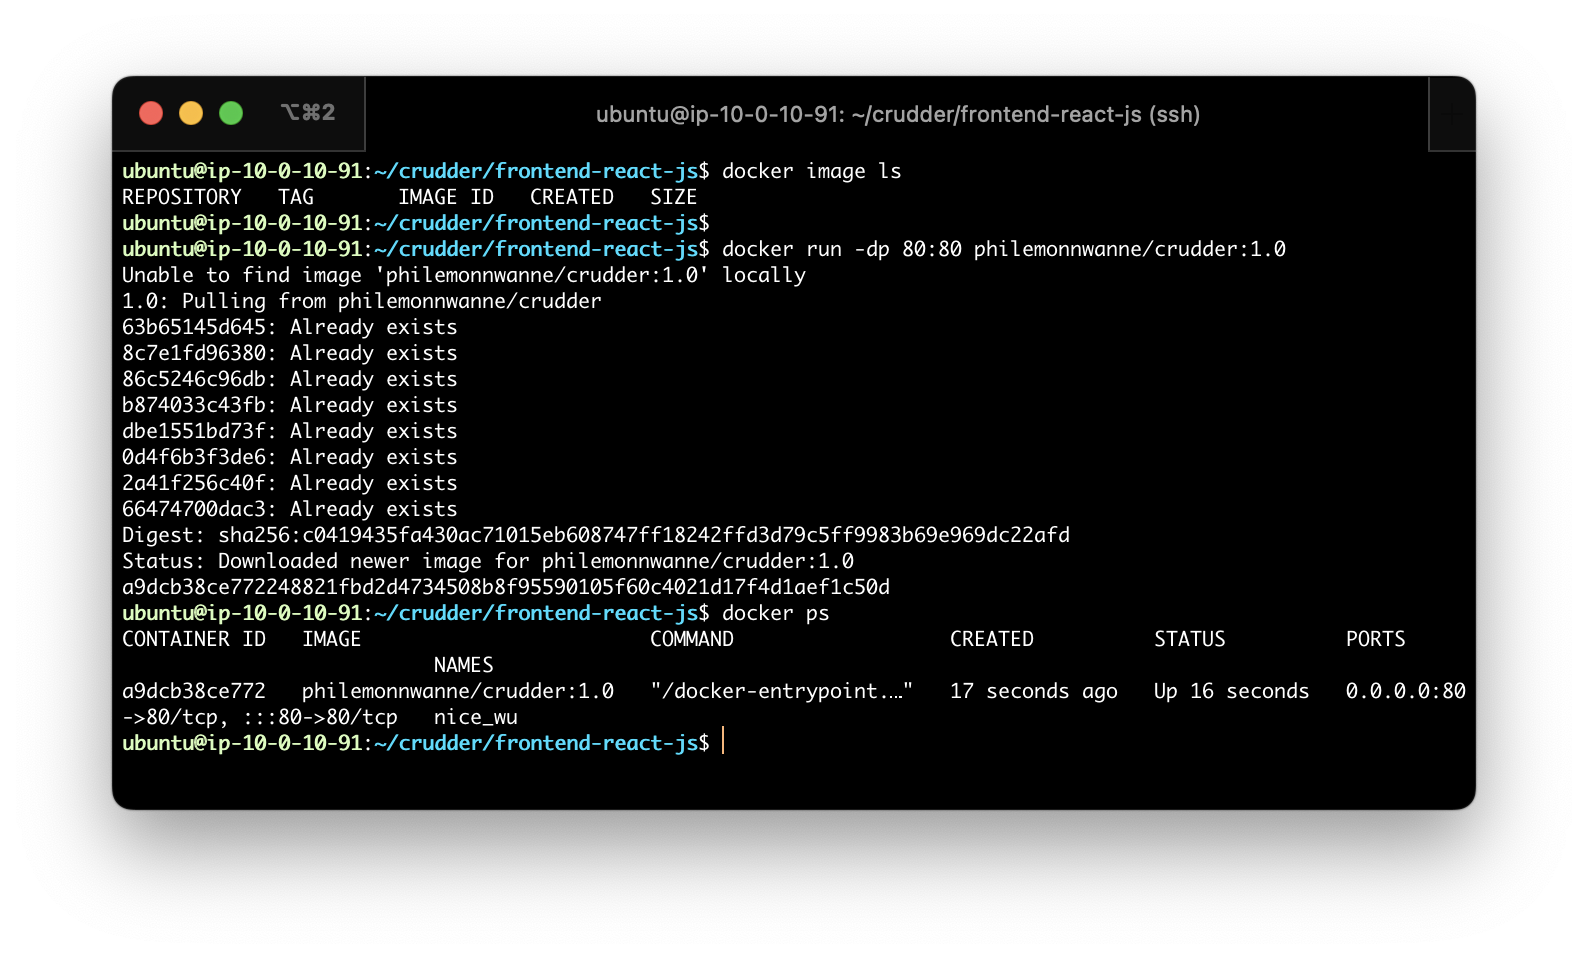 ⌥⌘2
ubuntu@ip-10-0-10-91: ~/crudder/frontend-react-js (ssh)
ubuntu@ip-10-0-10-91:~/crudder/frontend-react-js$ docker image ls
REPOSITORY   TAG       IMAGE ID   CREATED   SIZE
ubuntu@ip-10-0-10-91:~/crudder/frontend-react-js$
ubuntu@ip-10-0-10-91:~/crudder/frontend-react-js$ docker run -dp 80:80 philemonnwanne/crudder:1.0
Unable to find image 'philemonnwanne/crudder:1.0' locally
1.0: Pulling from philemonnwanne/crudder
63b65145d645: Already exists
8c7e1fd96380: Already exists
86c5246c96db: Already exists
b874033c43fb: Already exists
dbe1551bd73f: Already exists
0d4f6b3f3de6: Already exists
2a41f256c40f: Already exists
66474700dac3: Already exists
Digest: sha256:c0419435fa430ac71015eb608747ff18242ffd3d79c5ff9983b69e969dc22afd
Status: Downloaded newer image for philemonnwanne/crudder:1.0
a9dcb38ce772248821fbd2d4734508b8f95590105f60c4021d17f4d1aef1c50d
ubuntu@ip-10-0-10-91:~/crudder/frontend-react-js$ docker ps
CONTAINER ID   IMAGE                        COMMAND                  CREATED          STATUS          PORTS
                          NAMES
a9dcb38ce772   philemonnwanne/crudder:1.0   "/docker-entrypoint.…"   17 seconds ago   Up 16 seconds   0.0.0.0:80
->80/tcp, :::80->80/tcp   nice_wu
ubuntu@ip-10-0-10-91:~/crudder/frontend-react-js$